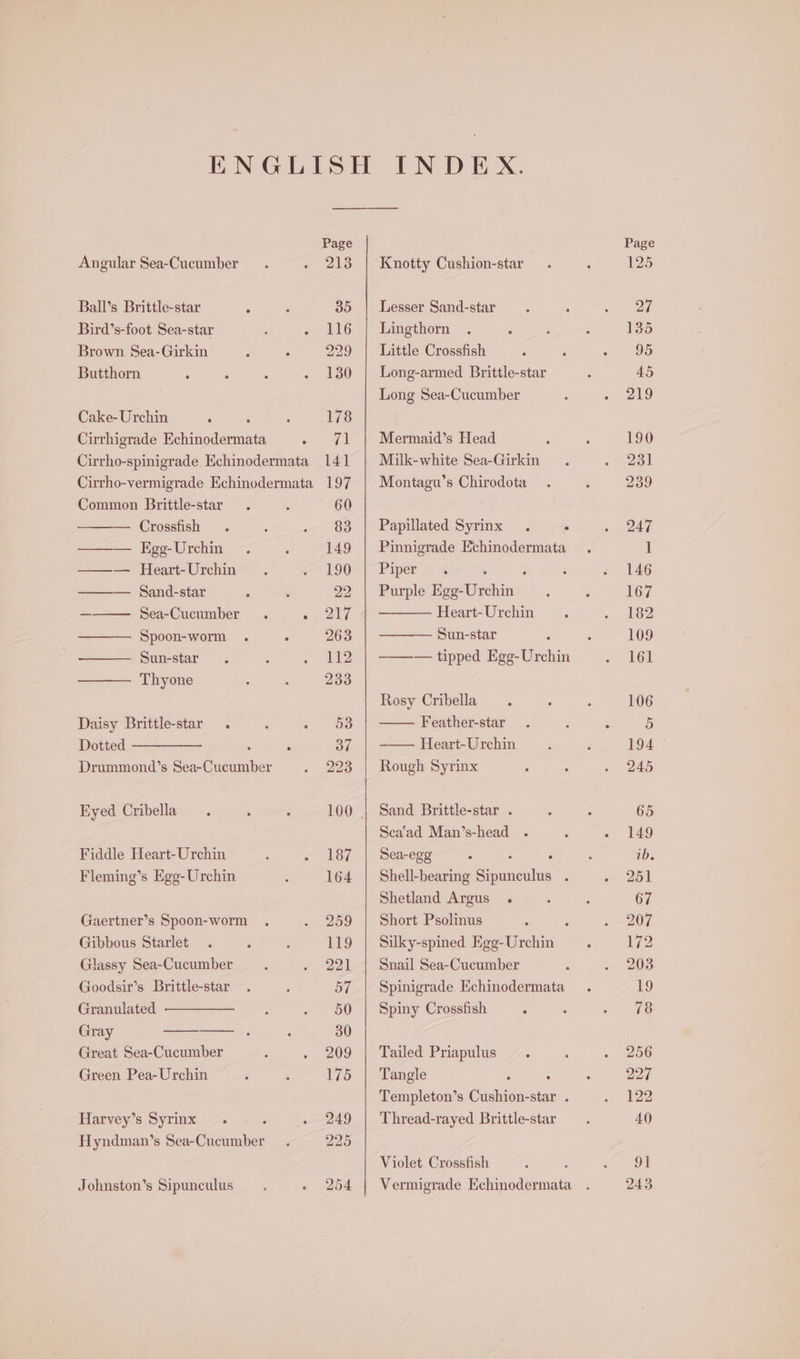 ENGLISH INDEX.
Page
Angular Sea-Cucumber . . 213
Ball's Brittle-star . . 35
Bird's-foot Sea-star . . 116
Brown Sea-Girkin . . 229
Butthorn . . . . 130
Cake-Urchin . . . 178
Cirrhigrade Echinodermata . 71
Cirrho-spinigrade Echinodermata 141
Cirrho-vermigrade Echinodermata 197
Common Brittle-star . . 60
——— Crossfish . . . 83
——— Egg-Urchin . . 149
——— Heart-Urchin . . 190
——— Sand-star . . 22
——— Sea-Cucumber . . 217
——— Spoon-worm . . 263
——— Sun-star . . . 112
——— Thyone . . 233
Daisy Brittle-star . . . 53
Dotted ———— . . 37
Drummond's Sea-Cucumber . 223
Eyed Cribella . . . 100
Fiddle Heart-Urchin . . 187
Fleming's Egg-Urchin . 164
Gaertner's Spoon-worm . . 259
Gibbous Starlet . . . 119
Glassy Sea-Cucumber . . 221
Goodsir's Brittle-star . . 57
Granulated ———— . . 50
Gray ———— . . 30
Great Sea-Cucumber . . 209
Green Pea-Urchin . . 175
Harvey's Syrinx . . . 249
Hyndman's Sea-Cucumber . 225
Johnston's Sipunculus . . 254
Page
Knotty Cushion-star . . 125
Lesser Sand-star . . . 27
Lingthorn . . . . 135
Little Crossfish . . . 95
Long-armed Brittle-star . 45
Long Sea-Cucumber . . 219
Mermaid's Head . . 190
Milk-white Sea-Girkin . . 231
Montagu's Chirodota . . 239
Papillated Syrinx . . . 247
Pinnigrade Echinodermata . 1
Piper . . . . 146
Purple Egg-Urchin . . 167
——— Heart-Urchin . . 182
——— Sun-star . . 109
——— tipped Egg-Urchin . 161
Rosy Cribella . . . 106
—— Feather-star . . . 5
—— Heart-Urchin . . 194
Rough Syrinx . . . 245
Sand Brittle-star . . . 65
Sca'ad Man's-head . . . 149
Sea-egg . . . . ib.
Shell-bearing Sipunculus . . 251
Shetland Argus . . . 67
Short Psolinus . . . 207
Silky-spined Egg-Urchin . 172
Snail Sea-Cucumber . . 203
Spinigrade Echinodermata . 19
Spiny Crossfish . . . 78
Tailed Priapulus . . . 256
Tangle . . . 227
Templeton's Cushion-star . . 122
Thread-rayed Brittle-star . 40
Violet Crossfish . . . 91
Vermigrade Echinodermata . 243